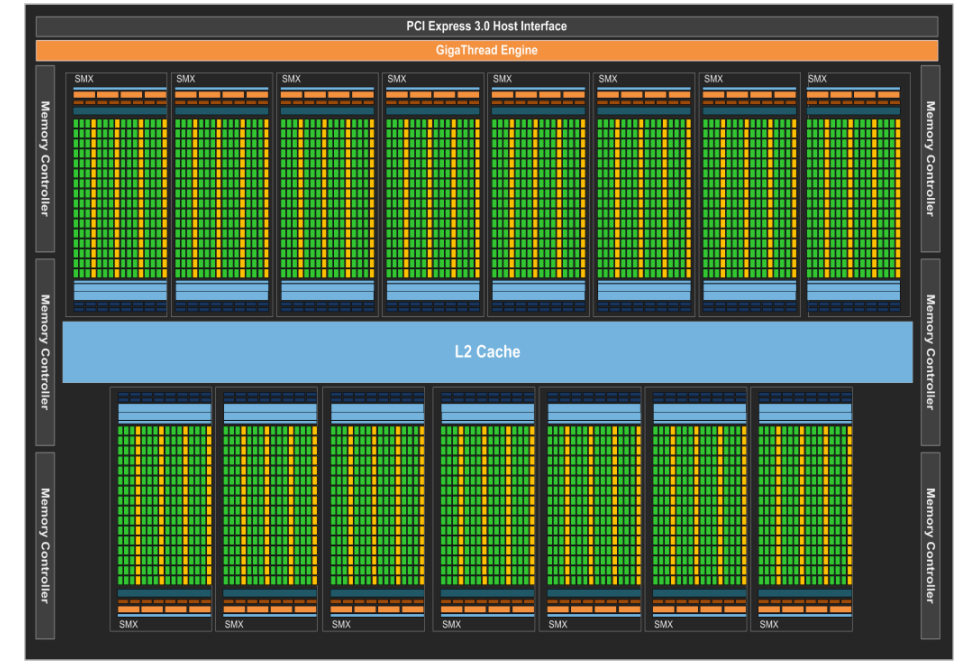 PCI Express 3.0 Host Interface
GigaThread Engine
SMX SMX SMX SMX SMX SMX SMX SMX
Memory Controller
Memory Controller
Memory Controller
Memory Controller
L2 Cache
Memory Controller
Memory Controller
SMX SMX SMX SMX SMX SMX SMX